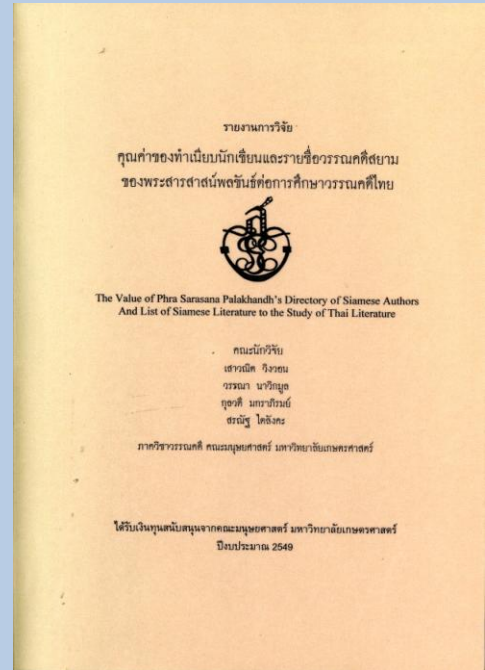 รายงานการวิจัย
คุณค่าของทำเนียบนักเขียนและรายชื่อวรรณคดีสยาม
ของพระสารสาสน์พลขันธ์ต่อการศึกษาวรรณคดีไทย
The Value of Phra Sarasana Palakhandh's Directory of Siamese Authors
And List of Siamese Literature to the Study of Thai Literature
คณะนักวิจัย
เสาวณิต วิงวอน
วรรณา นาวิกมูล
กุลวดี มกราภิรมย์
สรณัฐ ไตลังคะ
ภาควิชาวรรณคดี คณะมนุษยศาสตร์ มหาวิทยาลัยเกษตรศาสตร์
ได้รับเงินทุนสนับสนุนจากคณะมนุษยศาสตร์ มหาวิทยาลัยเกษตรศาสตร์
ปีงบประมาณ 2549